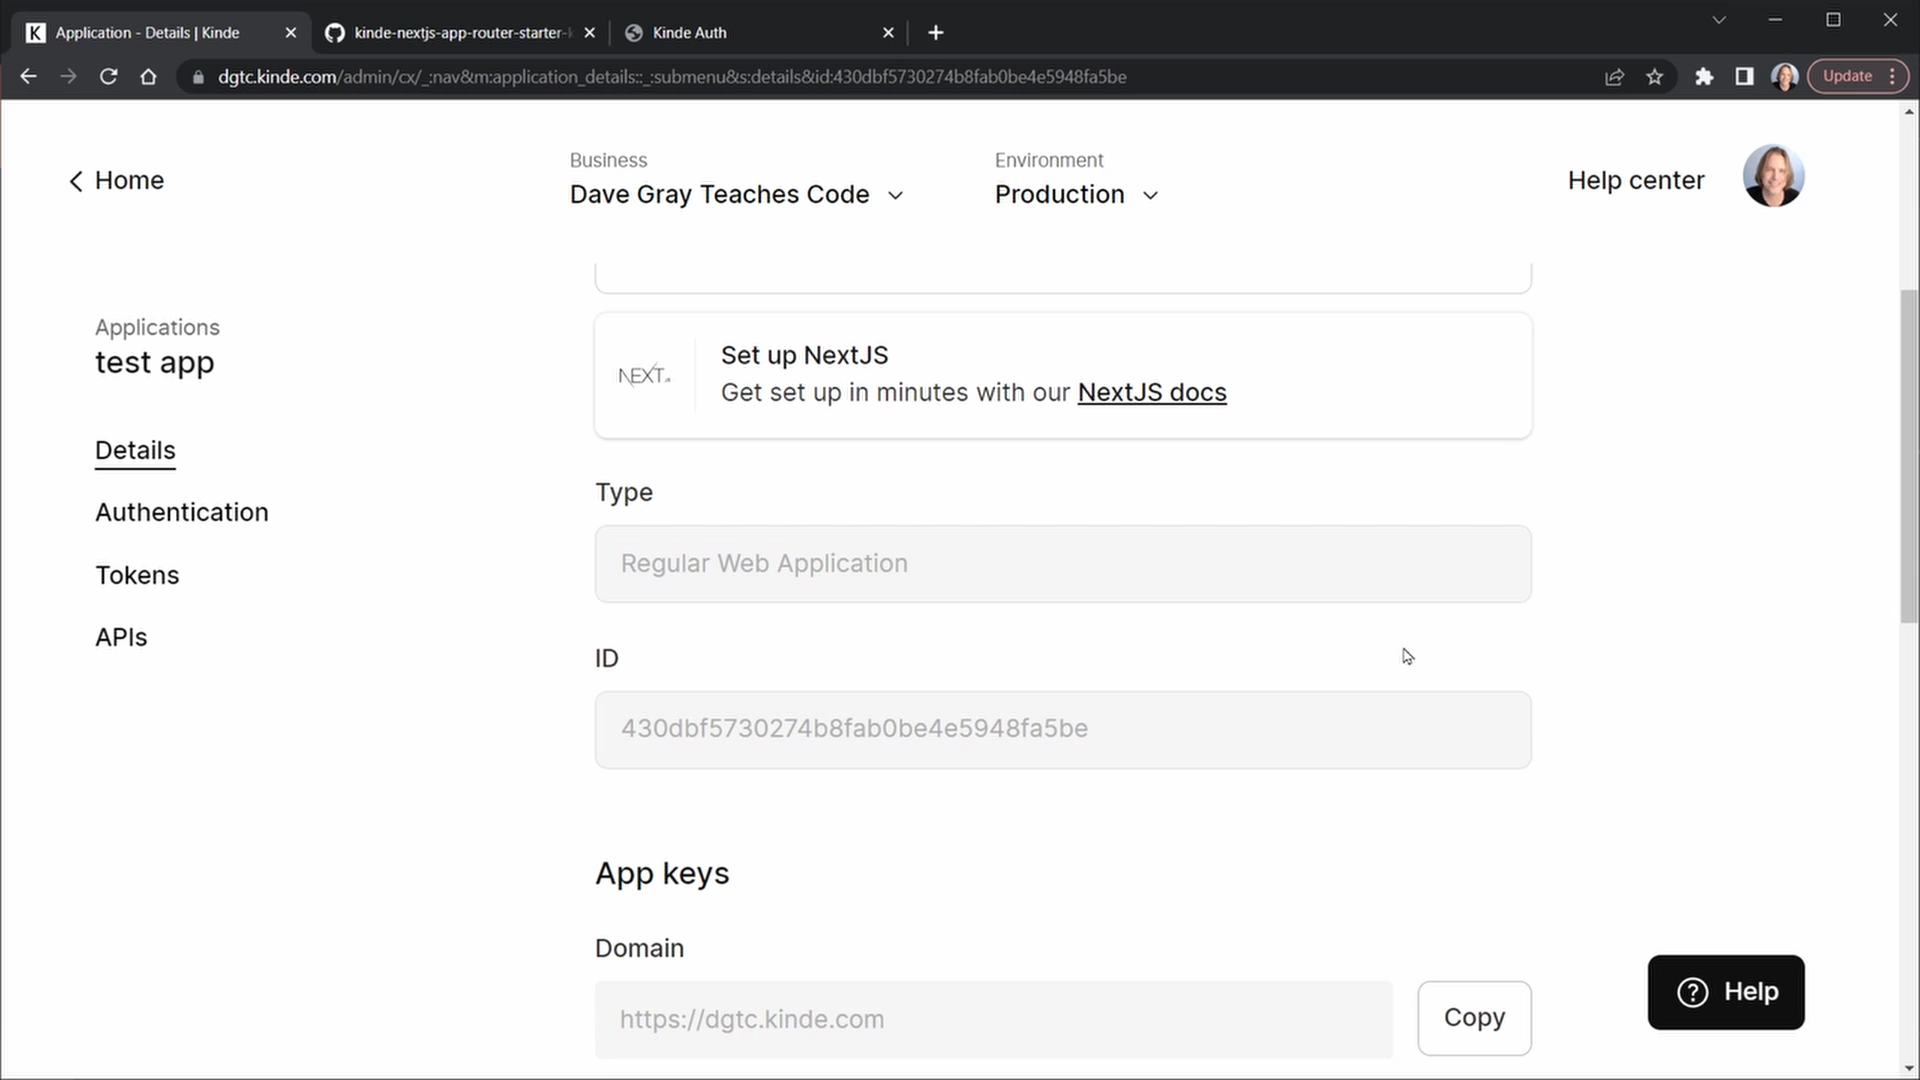 Application - Details | Kinde
kinde-nextjs-app-router-starter-
Kinde Auth
dgtc.kinde.com/admin/cx/_:nav&m:application_details::_:submenu&s:details&id:430dbf5730274b8fab0be4e5948fa5be
Update
Home
Business
Dave Gray Teaches Code
Environment
Production
Help center
Applications
test app
Details
Authentication
Tokens
APIs
NEXT.JS
Set up NextJS
Get set up in minutes with our NextJS docs
Type
Regular Web Application
ID
430dbf5730274b8fab0be4e5948fa5be
App keys
Domain
https://dgtc.kinde.com
Copy
Help